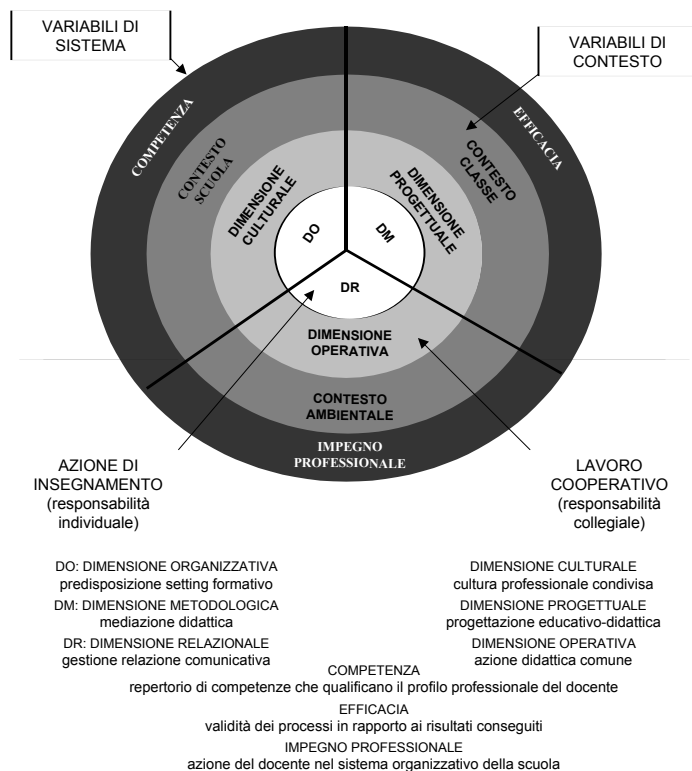 VARIABILI DI
SISTEMA
VARIABILI DI
CONTESTO
COMPETENZA
EFFICACIA
CONTESTO
SCUOLA
CONTESTO
CLASSE
DIMENSIONE
CULTURALE
DIMENSIONE
PROGETTUALE
DO
DM
DR
DIMENSIONE
OPERATIVA
CONTESTO
AMBIENTALE
IMPEGNO
PROFESSIONALE
AZIONE DI
INSEGNAMENTO
(responsabilità
individuale)
LAVORO
COOPERATIVO
(responsabilità
collegiale)
DO: DIMENSIONE ORGANIZZATIVA
predisposizione setting formativo
DM: DIMENSIONE METODOLOGICA
mediazione didattica
DR: DIMENSIONE RELAZIONALE
gestione relazione comunicativa
DIMENSIONE CULTURALE
cultura professionale condivisa
DIMENSIONE PROGETTUALE
progettazione educativo-didattica
DIMENSIONE OPERATIVA
azione didattica comune
COMPETENZA
repertorio di competenze che qualificano il profilo professionale del docente
EFFICACIA
validità dei processi in rapporto ai risultati conseguiti
IMPEGNO PROFESSIONALE
azione del docente nel sistema organizzativo della scuola